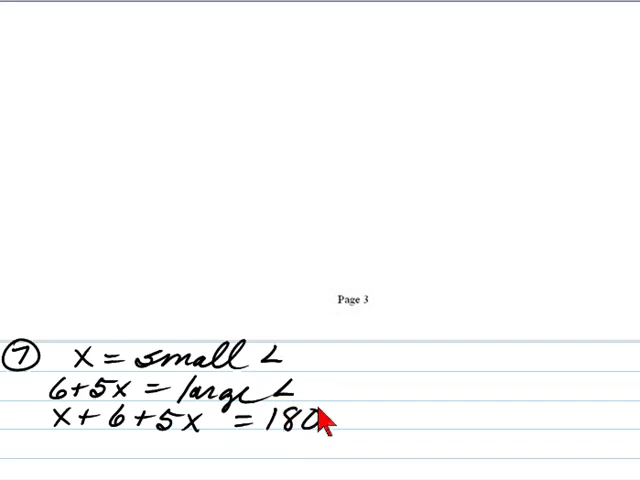 Page 3
⑦ x = small ∠
6+5x = large ∠
x + 6 + 5x = 180